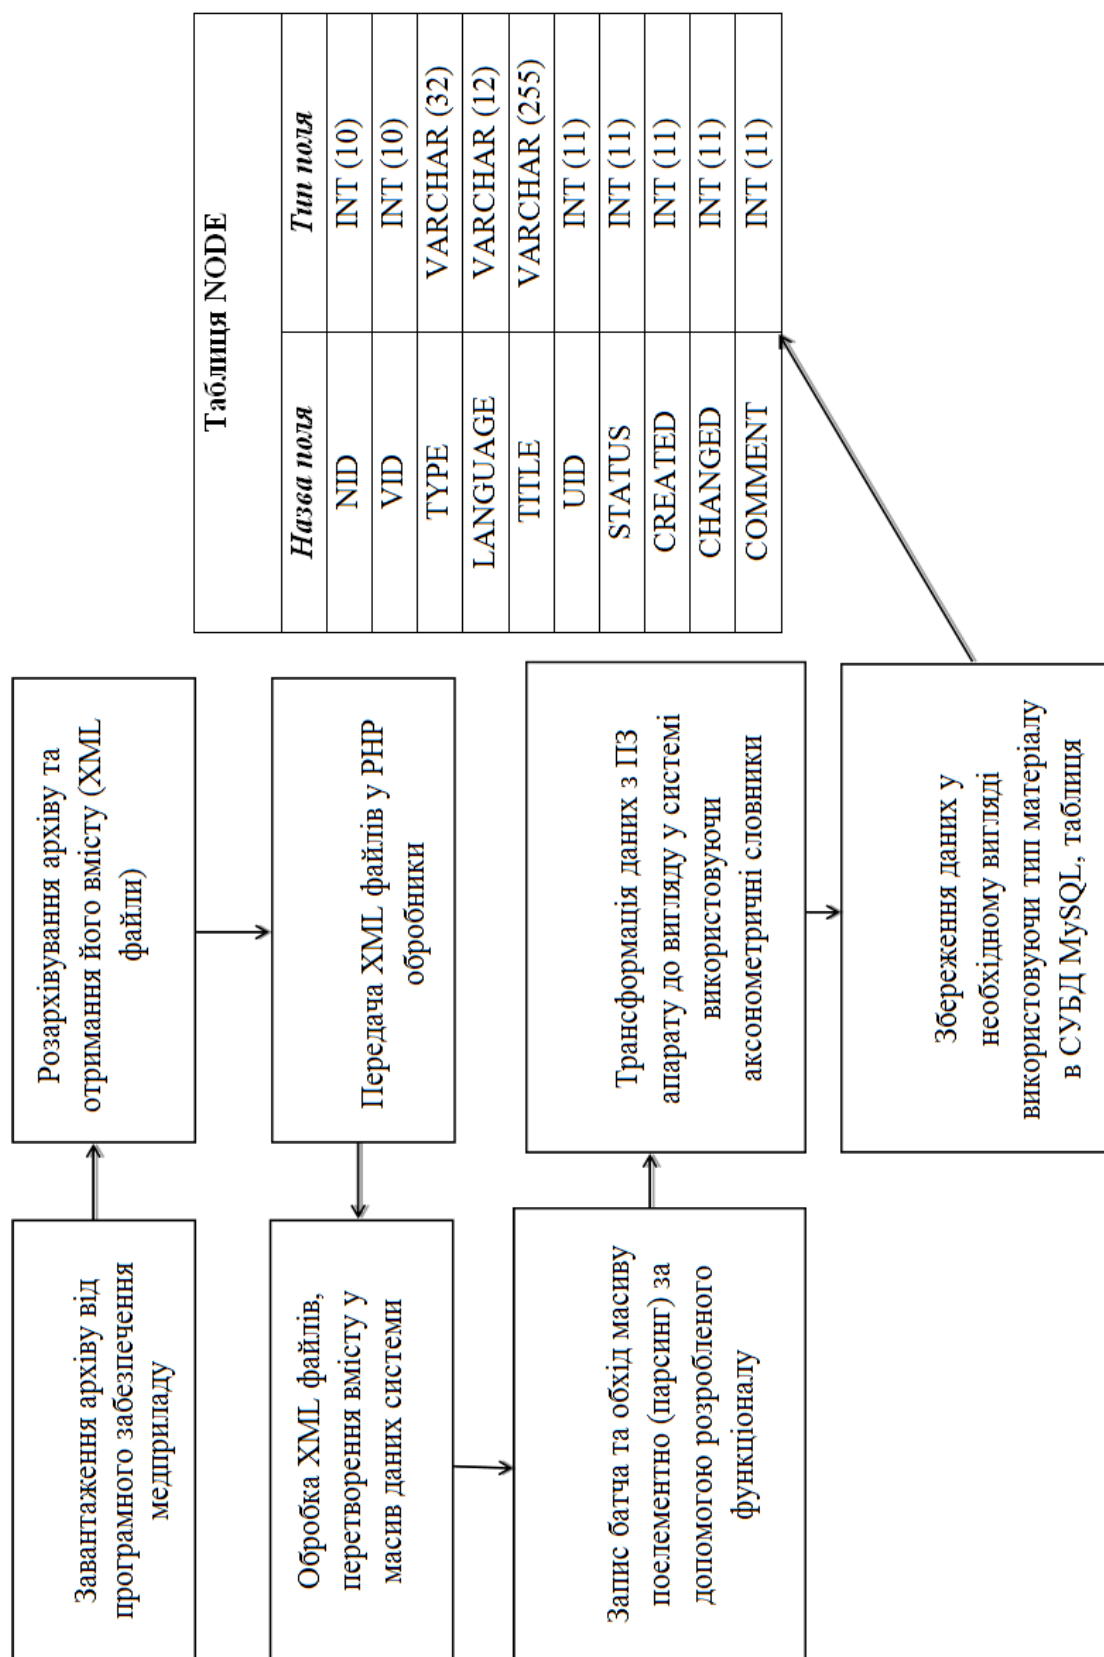 Завантаження архіву від
програмного забезпечення
медприладу
Розархівування архіву та
отримання його вмісту (XML
файли)
Передача XML файлів у PHP
обробники
Обробка XML файлів,
перетворення вмісту у
масив даних системи
Запис батча та обхід масиву
поелементно (парсинг) за
допомогою розробленого
функціоналу
Трансформація даних з ПЗ
апарату до вигляду у системі
використовуючи
аксонометричні словники
Збереження даних у
необхідному вигляді
використовуючи тип матеріалу
в СУБД MySQL, таблиця
Таблиця NODE
Назва поля Тип поля
NID INT (10)
VID INT (10)
TYPE VARCHAR (32)
LANGUAGE VARCHAR (12)
TITLE VARCHAR (255)
UID INT (11)
STATUS INT (11)
CREATED INT (11)
CHANGED INT (11)
COMMENT INT (11)